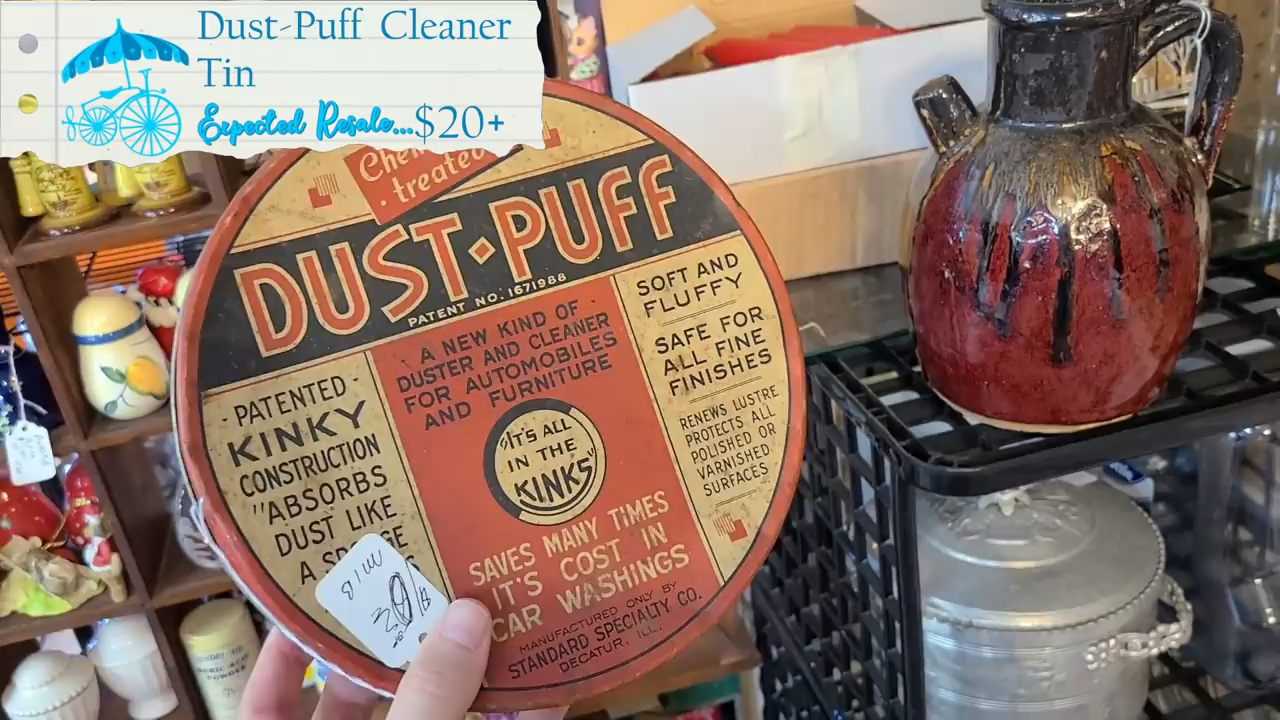 Dust-Puff Cleaner
Tin
Expected Resale...$20+
treated
DUST-PUFF
PATENT NO. 1671988
A NEW KIND OF
DUSTER AND CLEANER
FOR AUTOMOBILES
AND FURNITURE
"IT'S ALL
IN THE
KINKS"
SAVES MANY TIMES
IT'S COST IN
CAR WASHINGS
MANUFACTURED ONLY BY
STANDARD SPECIALTY CO.
DECATUR, ILL.
PATENTED
KINKY
CONSTRUCTION
"ABSORBS
DUST LIKE
A
SOFT AND
FLUFFY
SAFE FOR
ALL FINE
FINISHES
RENEWS LUSTRE
PROTECTS ALL
POLISHED OR
VARNISHED
SURFACES